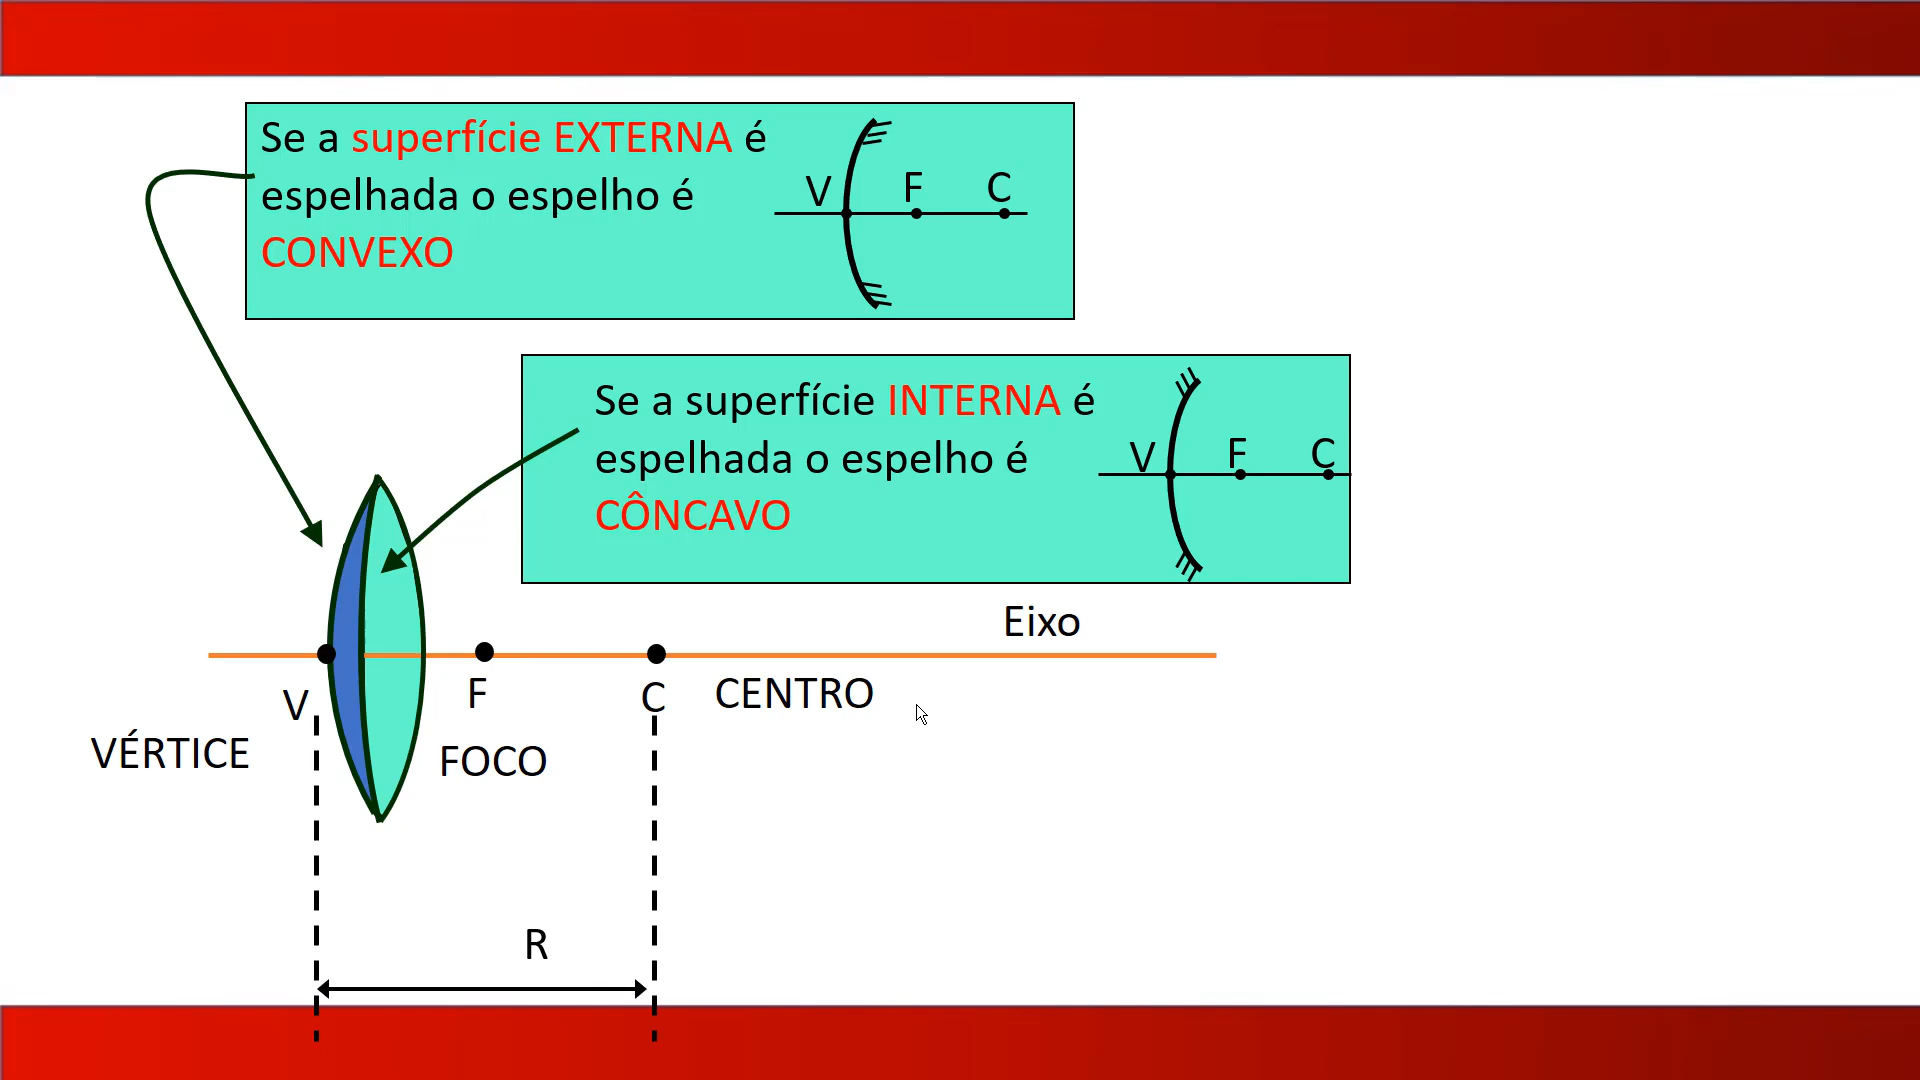 Se a superfície EXTERNA é
espelhada o espelho é
CONVEXO
V F C
Se a superfície INTERNA é
espelhada o espelho é
CÔNCAVO
V F C
Eixo
V F C CENTRO
VÉRTICE FOCO
R